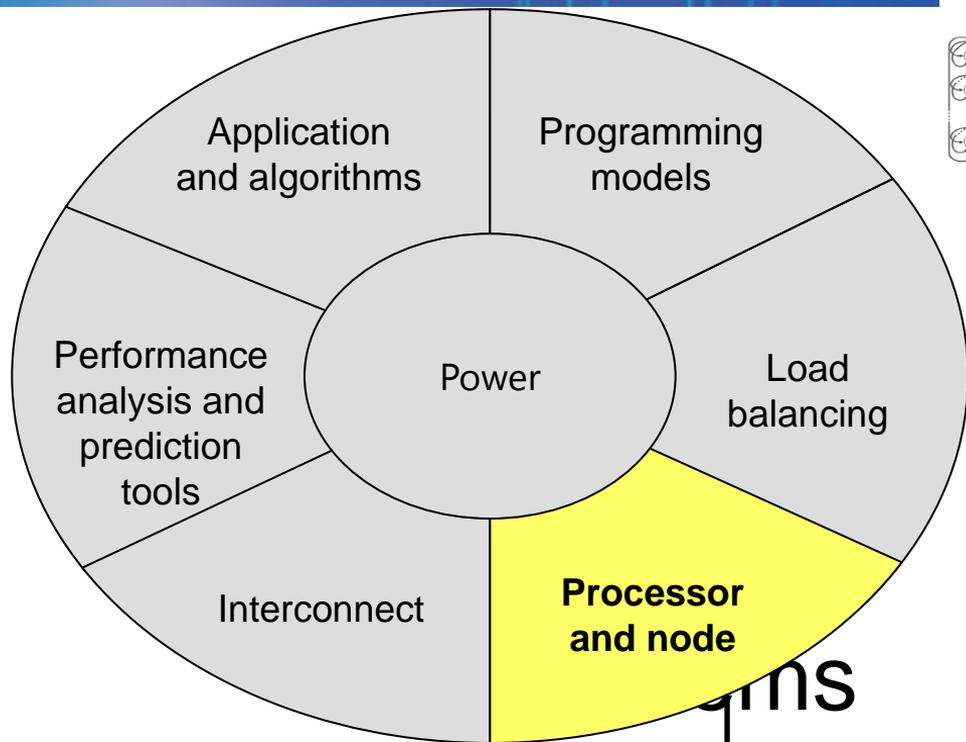 Application
and algorithms
Programming
models
Performance
analysis and
prediction
tools
Power
Load
balancing
Interconnect
Processor
and node